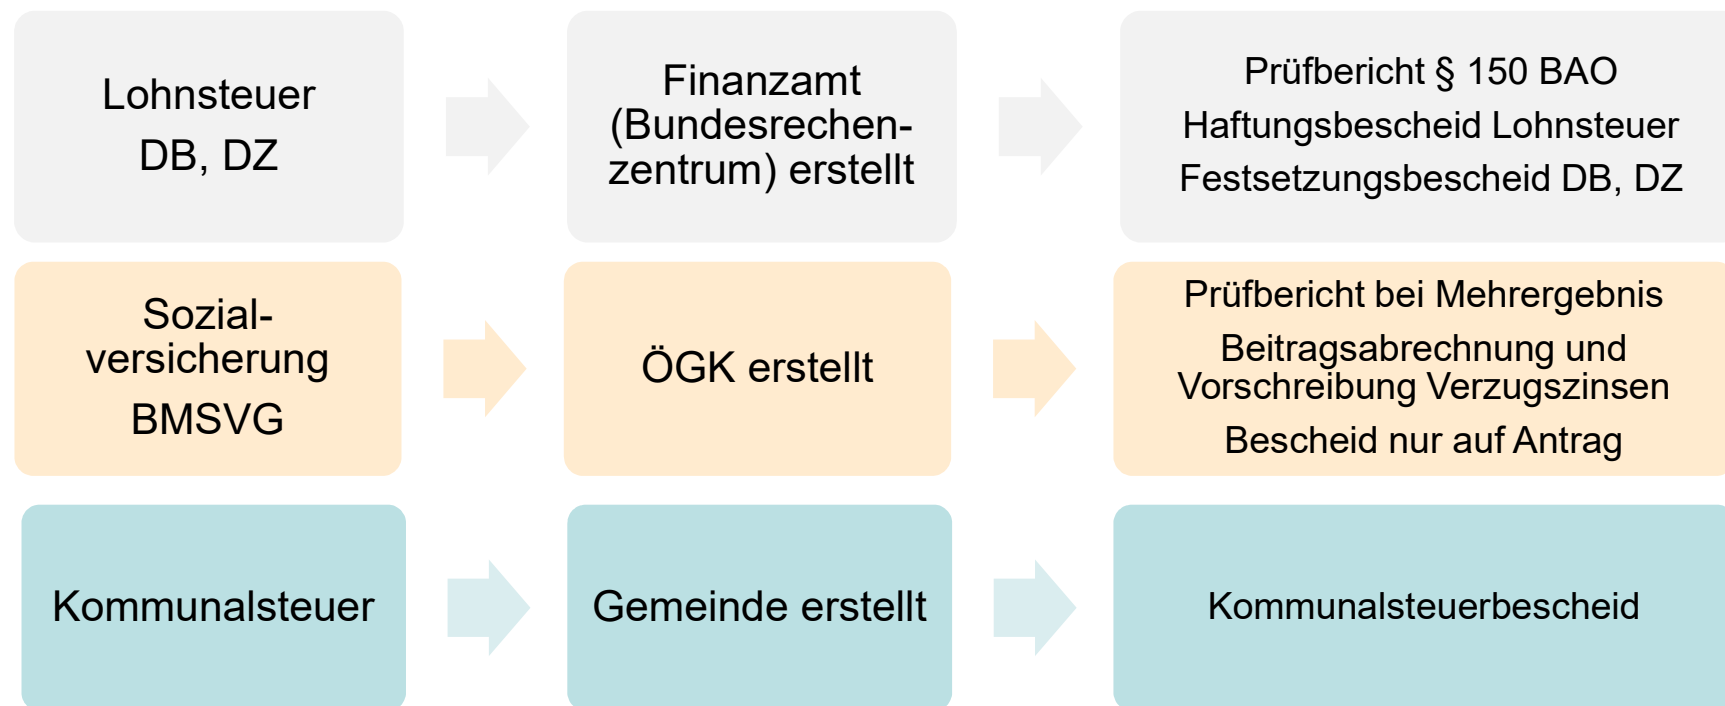 Lohnsteuer
DB, DZ
Finanzamt
(Bundesrechen-
zentrum) erstellt
Prüfbericht § 150 BAO
Haftungsbescheid Lohnsteuer
Festsetzungsbescheid DB, DZ
Sozial-
versicherung
BMSVG
ÖGK erstellt
Prüfbericht bei Mehrergebnis
Beitragsabrechnung und
Vorschreibung Verzugszinsen
Bescheid nur auf Antrag
Kommunalsteuer
Gemeinde erstellt
Kommunalsteuerbescheid